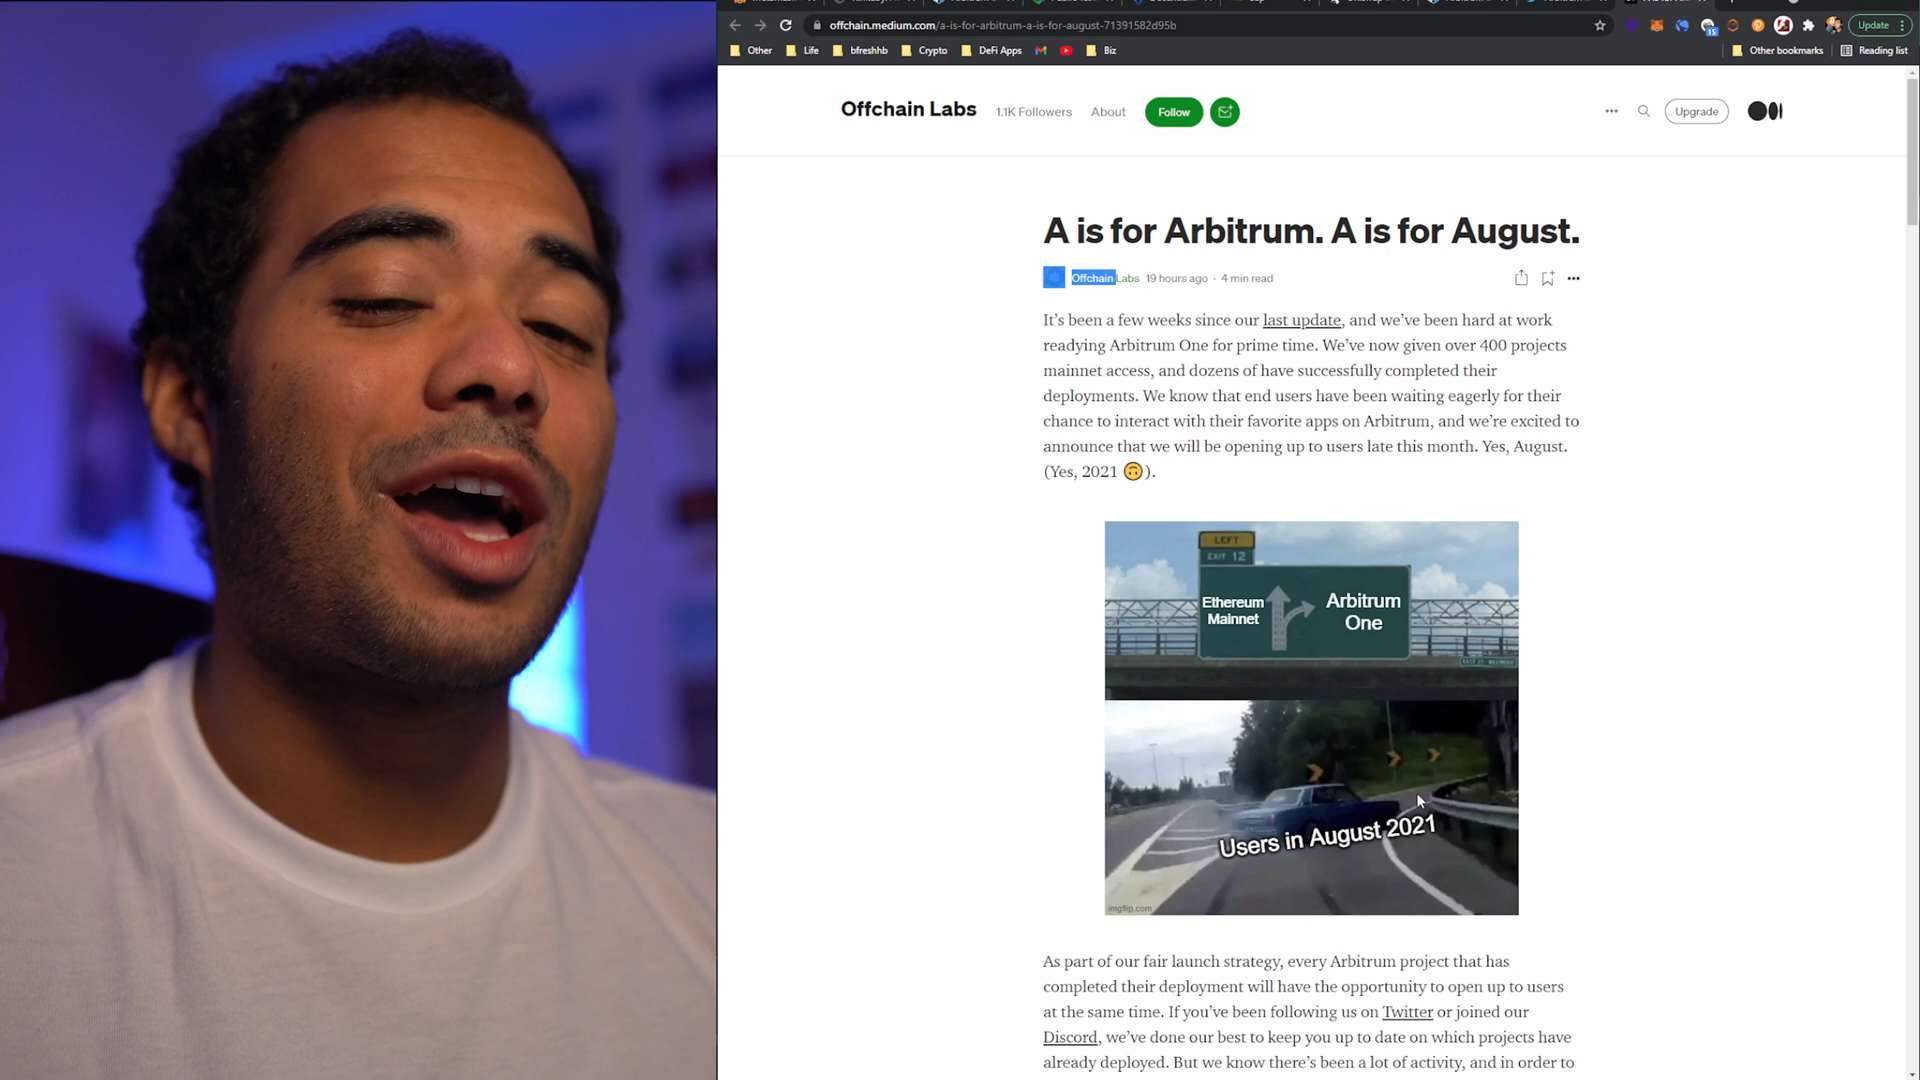 offchain.medium.com/a-is-for-arbitrum-a-is-for-august-71391582d95b
15
Update
Other
Life
bfreshhb
Crypto
DeFi Apps
Biz
Other bookmarks
Reading list
Offchain Labs
1.1K Followers
About
Follow
Upgrade
A is for Arbitrum. A is for August.
Offchain Labs 19 hours ago · 4 min read
It’s been a few weeks since our last update, and we’ve been hard at work
readying Arbitrum One for prime time. We’ve now given over 400 projects
mainnet access, and dozens of have successfully completed their
deployments. We know that end users have been waiting eagerly for their
chance to interact with their favorite apps on Arbitrum, and we’re excited to
announce that we will be opening up to users late this month. Yes, August.
(Yes, 2021 🙃).
LEFT
EXIT 12
Ethereum
Mainnet
Arbitrum
One
Users in August 2021
imgflip.com
As part of our fair launch strategy, every Arbitrum project that has
completed their deployment will have the opportunity to open up to users
at the same time. If you’ve been following us on Twitter or joined our
Discord, we’ve done our best to keep you up to date on which projects have
already deployed. But we know there’s been a lot of activity, and in order to